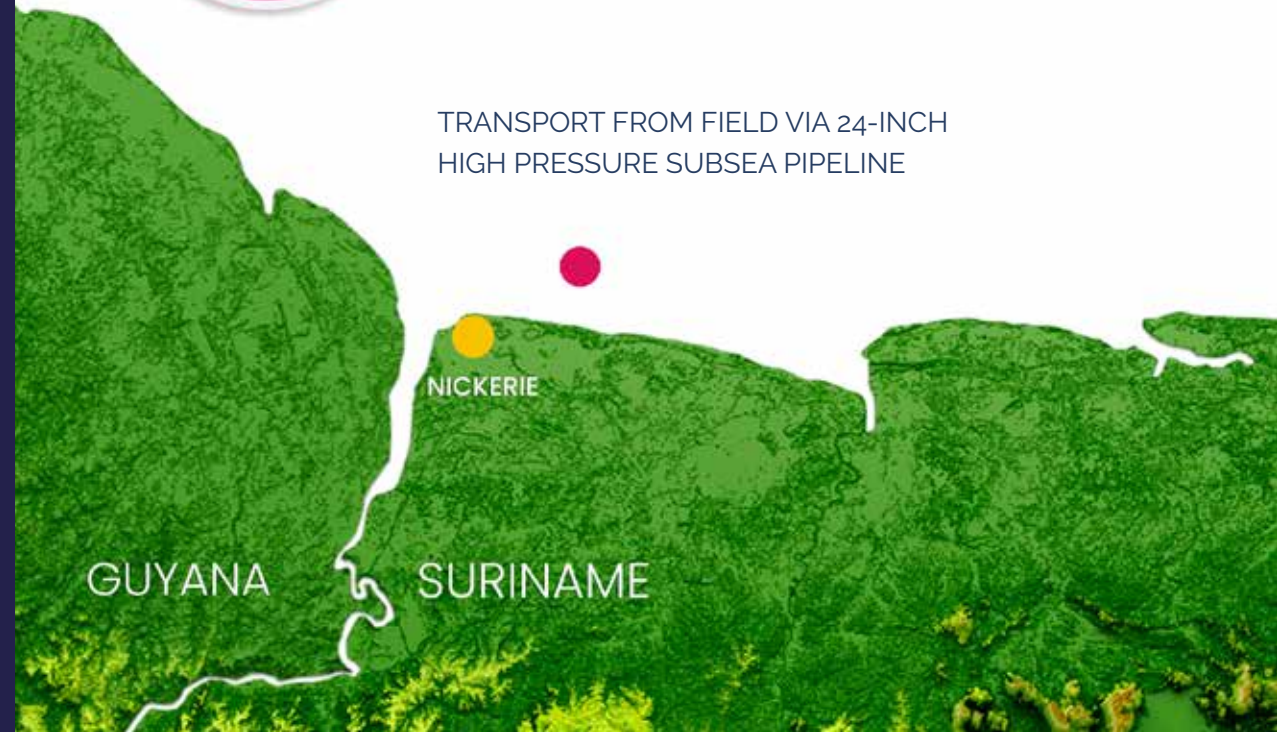 TRANSPORT FROM FIELD VIA 24-INCH
HIGH PRESSURE SUBSEA PIPELINE
NICKERIE
GUYANA
SURINAME